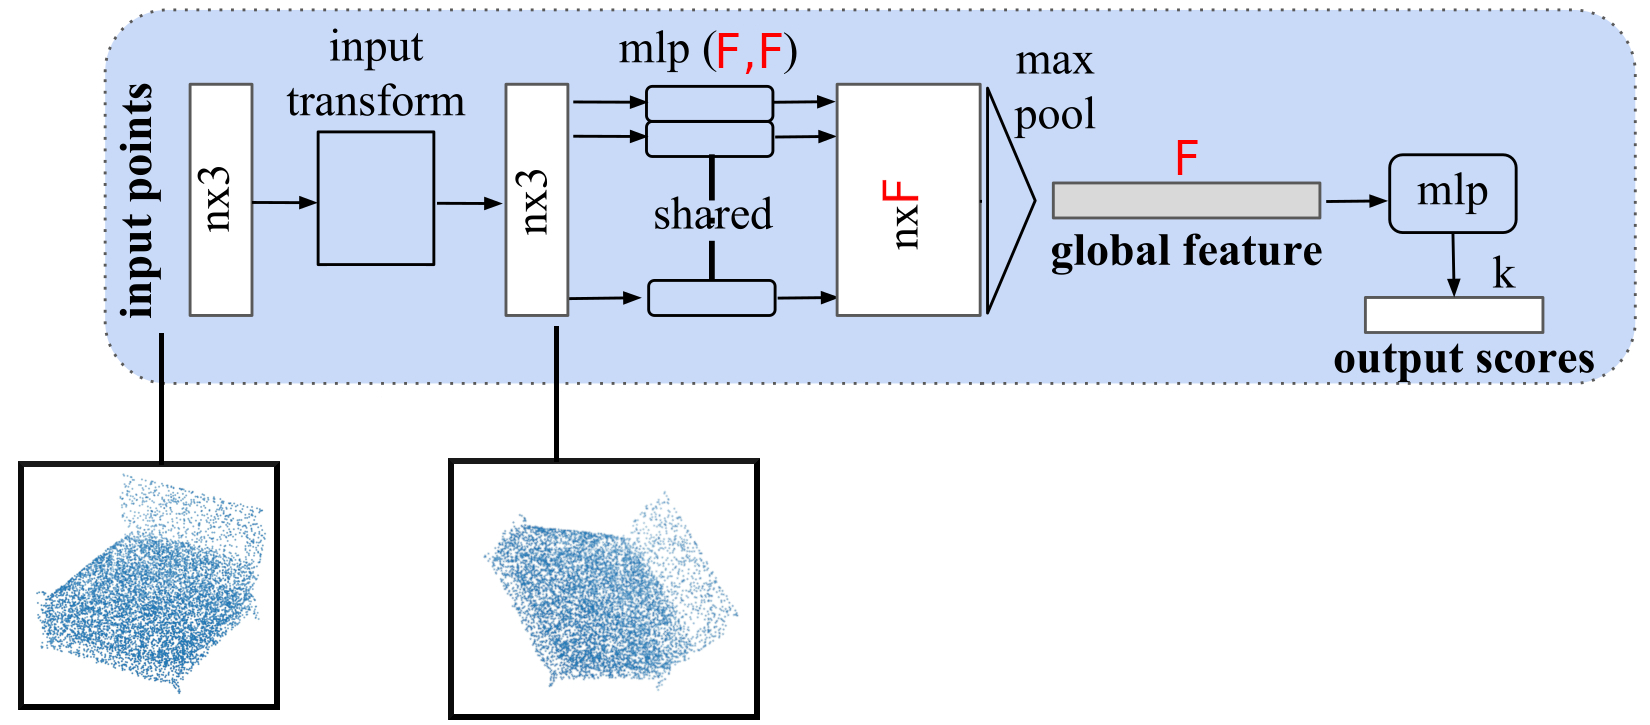 input points
nx3
input
transform
nx3
mlp (F,F)
shared
nxF
max
pool
F
global feature
mlp
k
output scores